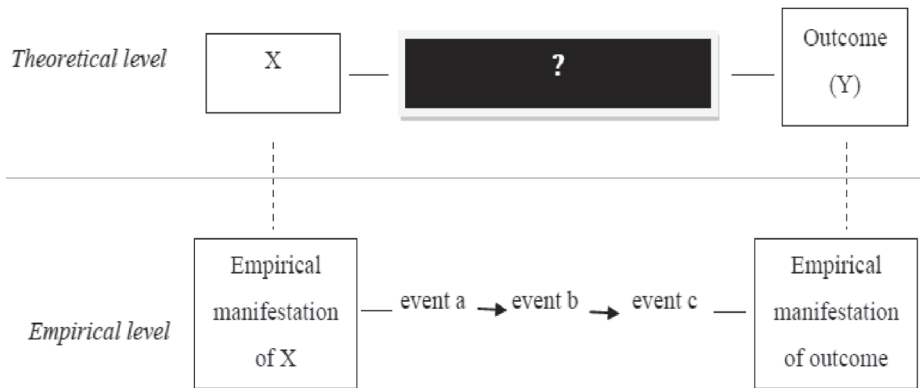 Theoretical level
X
?
Outcome
(Y)
Empirical
manifestation
of X
event a
event b
event c
Empirical
manifestation
of outcome
Empirical level